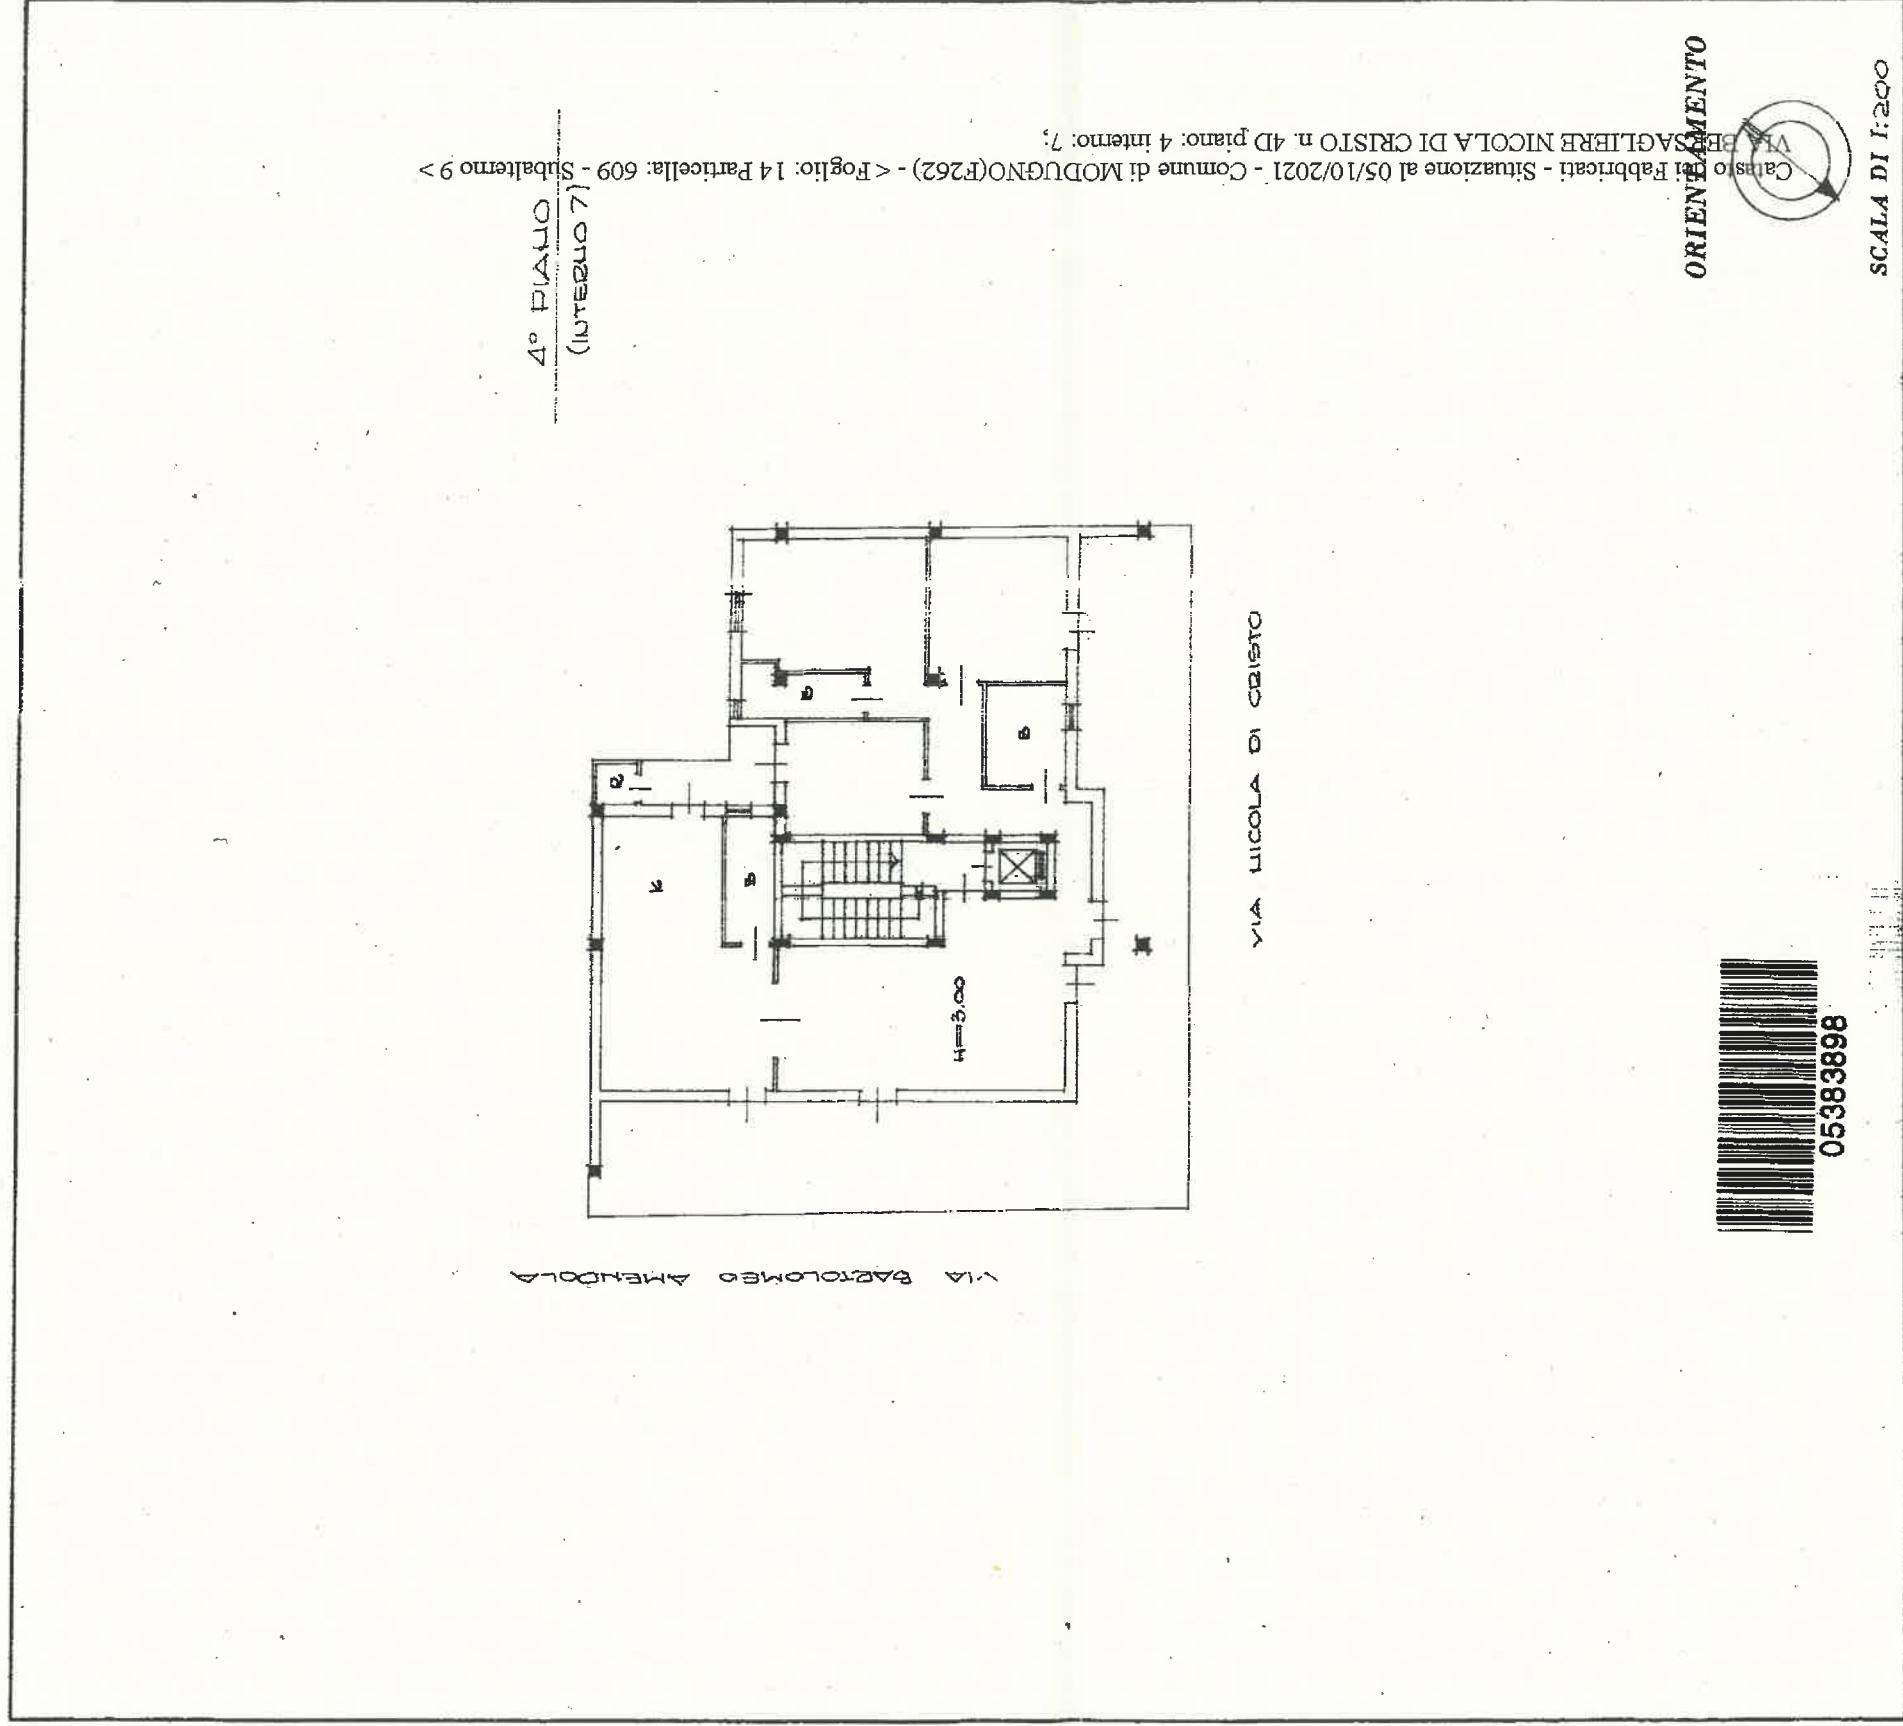 ORIENTAMENTO
SCALA DI 1:200
Catasto dei Fabbricati - Situazione al 05/10/2021 - Comune di MODUGNO(F262) - < Foglio: 14 Particella: 609 - Subalterno 9 >
VIA BERSAGLIERE NICOLA DI CRISTO n. 4D piano: 4 interno: 7;
4° PIANO
(INTERNO 7)
R
R
R
K
B
B
H=3,00
VIA NICOLA DI CRISTO
VIA BARTOLOMEO AMENDOLA
05383898